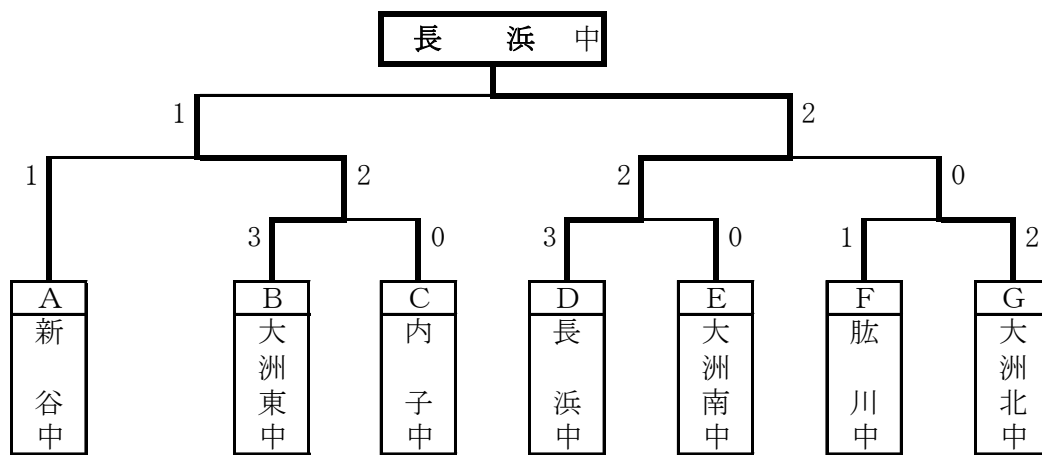 長 浜 中
1 2
1 2 2 0
3 0 3 0 1 2
A B C D E F G
新谷中
大洲東中
内子中
長浜中
大洲南中
肱川中
大洲北中